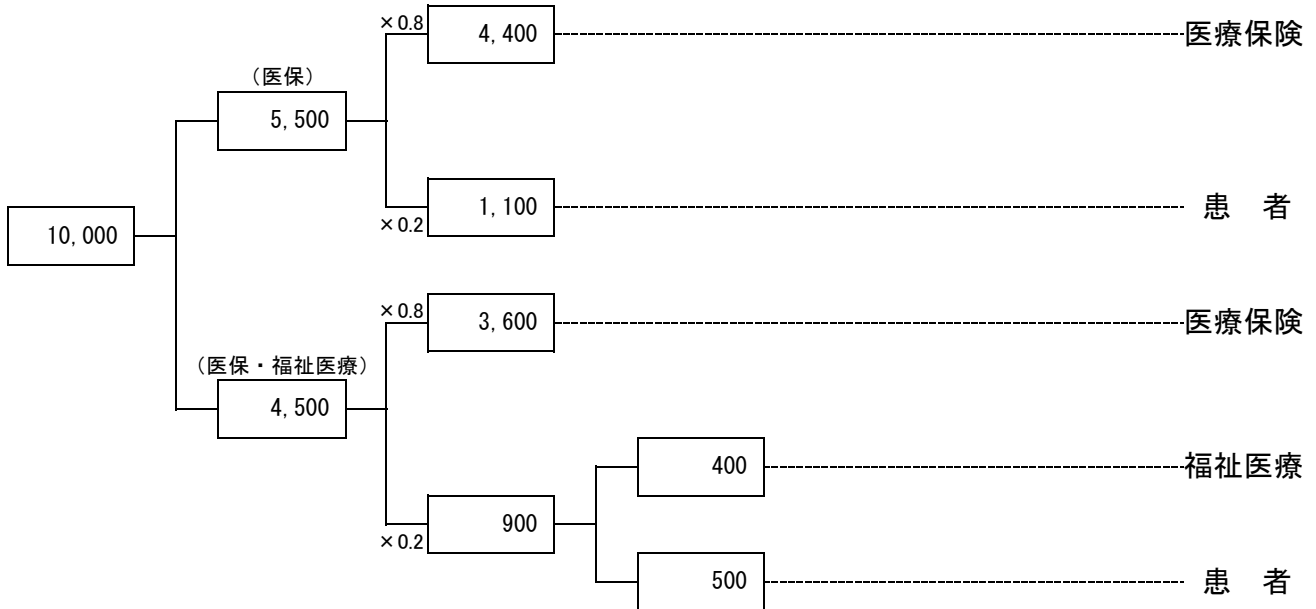 ×0.8
4,400
医療保険
(医保)
5,500
×0.2
1,100
患 者
10,000
×0.8
3,600
医療保険
(医保・福祉医療)
4,500
400
福祉医療
×0.2
900
500
患 者